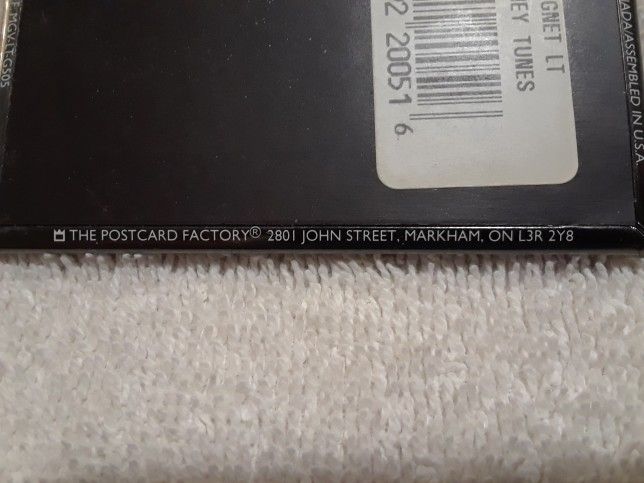 THE POSTCARD FACTORY® 2801 JOHN STREET, MARKHAM, ON L3R 2Y8
GNET LT
EY TUNES
2 20051 6
ADA/ASSEMBLED IN U.S.A.